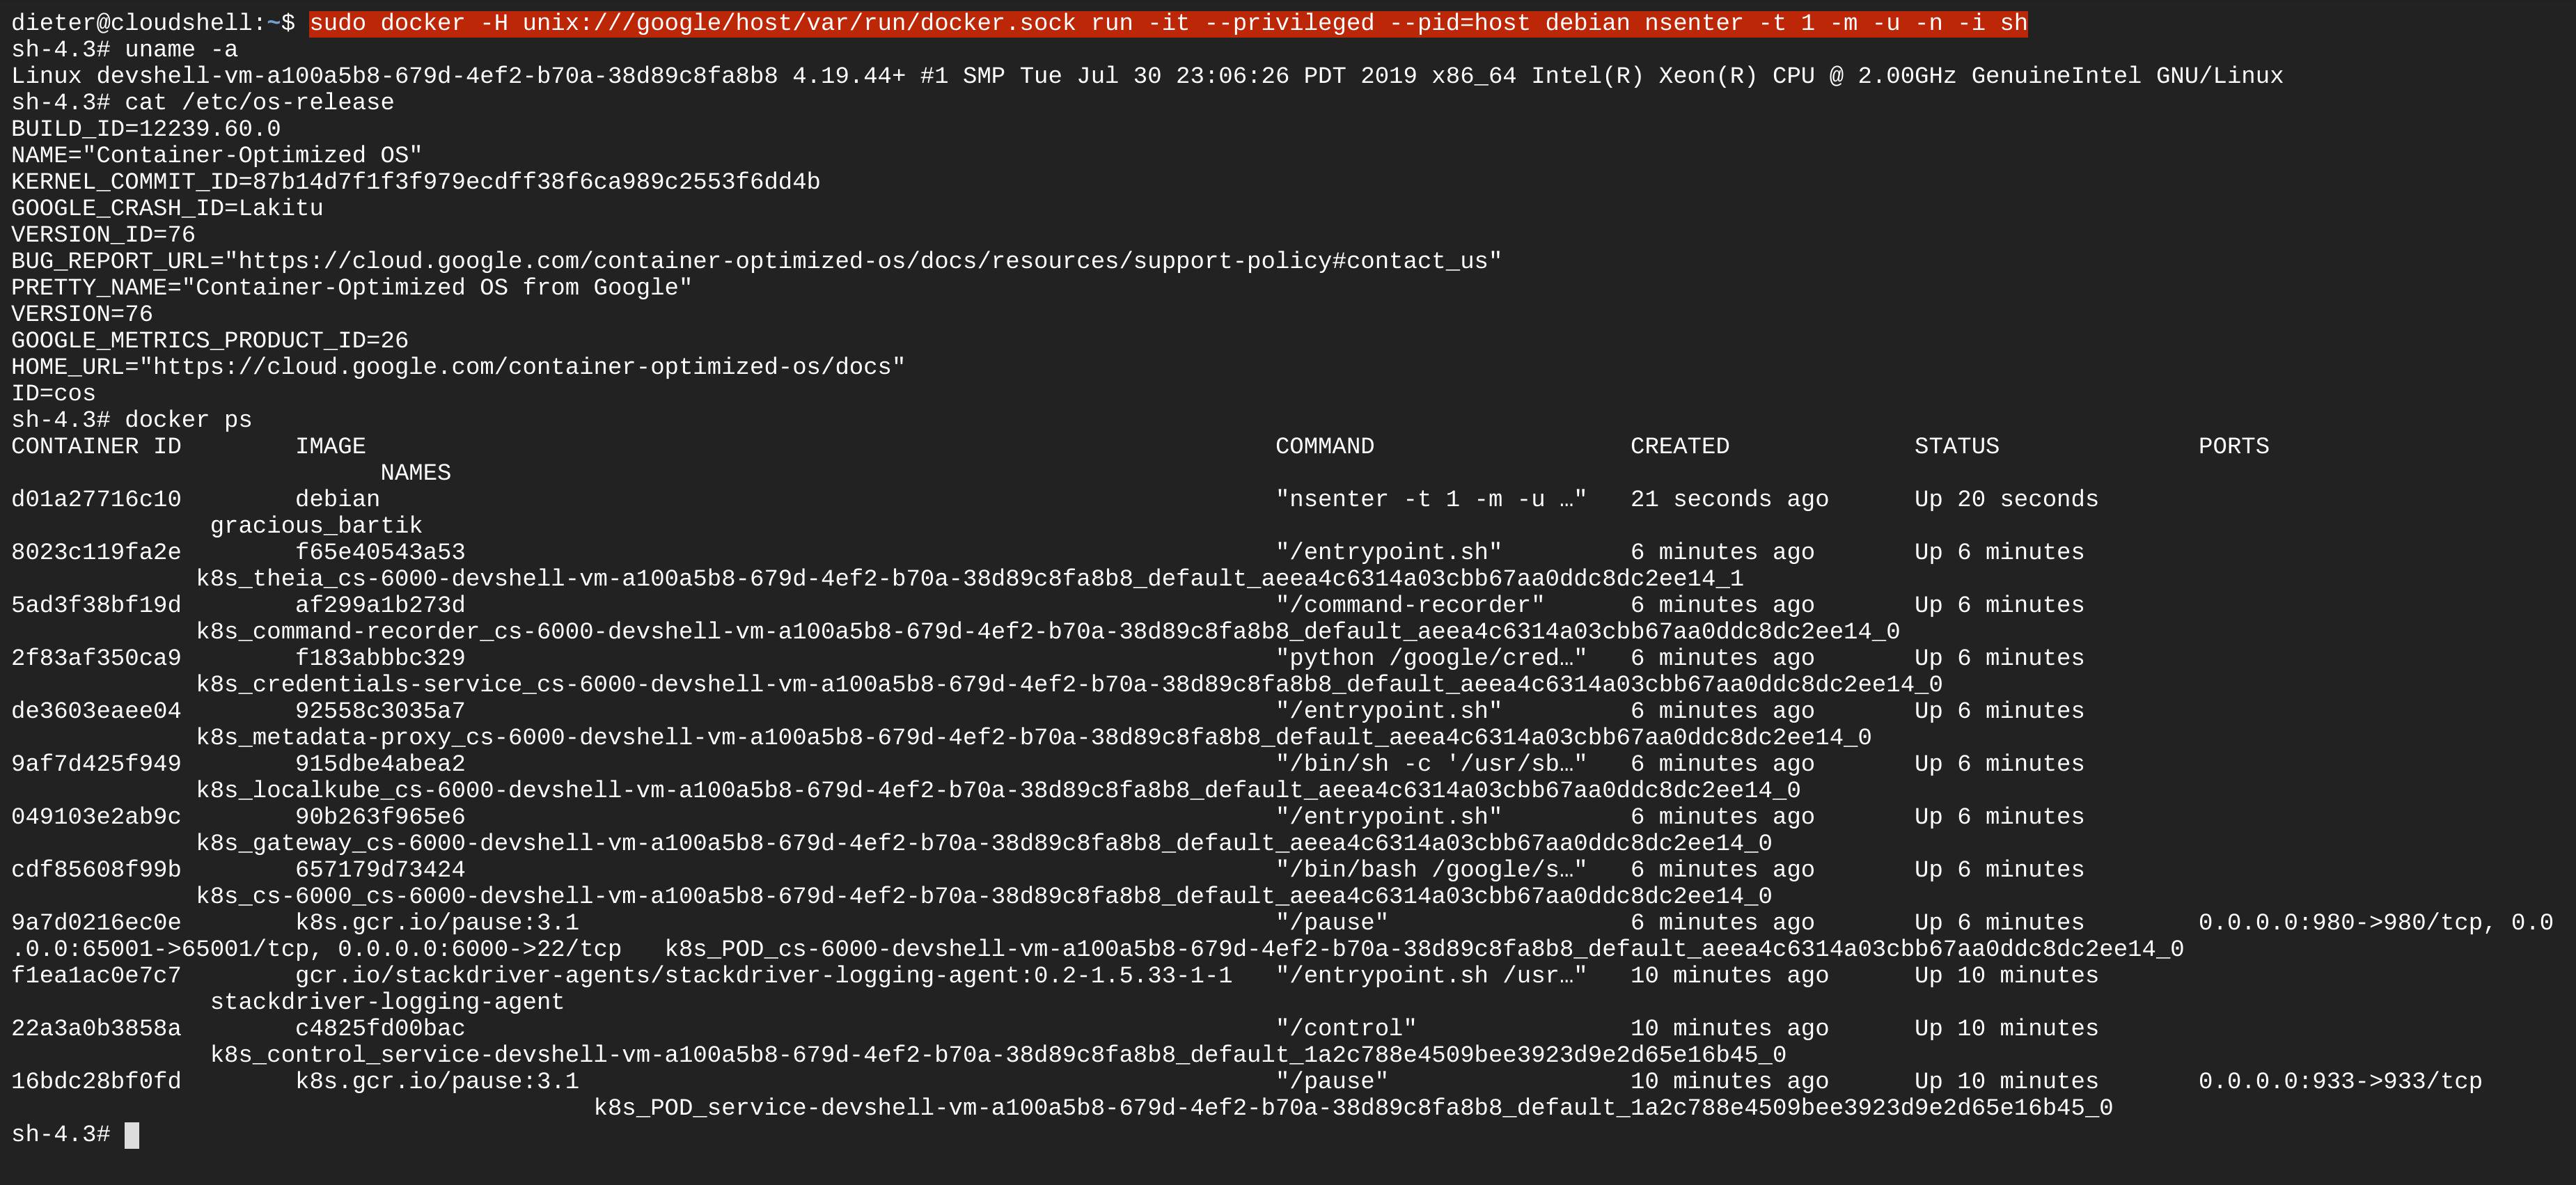 dieter@cloudshell:~$ sudo docker -H unix:///google/host/var/run/docker.sock run -it --privileged --pid=host debian nsenter -t 1 -m -u -n -i sh
sh-4.3# uname -a
Linux devshell-vm-a100a5b8-679d-4ef2-b70a-38d89c8fa8b8 4.19.44+ #1 SMP Tue Jul 30 23:06:26 PDT 2019 x86_64 Intel(R) Xeon(R) CPU @ 2.00GHz GenuineIntel GNU/Linux
sh-4.3# cat /etc/os-release
BUILD_ID=12239.60.0
NAME="Container-Optimized OS"
KERNEL_COMMIT_ID=87b14d7f1f3f979ecdff38f6ca989c2553f6dd4b
GOOGLE_CRASH_ID=Lakitu
VERSION_ID=76
BUG_REPORT_URL="https://cloud.google.com/container-optimized-os/docs/resources/support-policy#contact_us"
PRETTY_NAME="Container-Optimized OS from Google"
VERSION=76
GOOGLE_METRICS_PRODUCT_ID=26
HOME_URL="https://cloud.google.com/container-optimized-os/docs"
ID=cos
sh-4.3# docker ps
CONTAINER ID        IMAGE                                                                COMMAND                  CREATED             STATUS              PORTS
                          NAMES
d01a27716c10        debian                                                               "nsenter -t 1 -m -u …"   21 seconds ago      Up 20 seconds
              gracious_bartik
8023c119fa2e        f65e40543a53                                                         "/entrypoint.sh"         6 minutes ago       Up 6 minutes
             k8s_theia_cs-6000-devshell-vm-a100a5b8-679d-4ef2-b70a-38d89c8fa8b8_default_aeea4c6314a03cbb67aa0ddc8dc2ee14_1
5ad3f38bf19d        af299a1b273d                                                         "/command-recorder"      6 minutes ago       Up 6 minutes
             k8s_command-recorder_cs-6000-devshell-vm-a100a5b8-679d-4ef2-b70a-38d89c8fa8b8_default_aeea4c6314a03cbb67aa0ddc8dc2ee14_0
2f83af350ca9        f183abbbc329                                                         "python /google/cred…"   6 minutes ago       Up 6 minutes
             k8s_credentials-service_cs-6000-devshell-vm-a100a5b8-679d-4ef2-b70a-38d89c8fa8b8_default_aeea4c6314a03cbb67aa0ddc8dc2ee14_0
de3603eaee04        92558c3035a7                                                         "/entrypoint.sh"         6 minutes ago       Up 6 minutes
             k8s_metadata-proxy_cs-6000-devshell-vm-a100a5b8-679d-4ef2-b70a-38d89c8fa8b8_default_aeea4c6314a03cbb67aa0ddc8dc2ee14_0
9af7d425f949        915dbe4abea2                                                         "/bin/sh -c '/usr/sb…"   6 minutes ago       Up 6 minutes
             k8s_localkube_cs-6000-devshell-vm-a100a5b8-679d-4ef2-b70a-38d89c8fa8b8_default_aeea4c6314a03cbb67aa0ddc8dc2ee14_0
049103e2ab9c        90b263f965e6                                                         "/entrypoint.sh"         6 minutes ago       Up 6 minutes
             k8s_gateway_cs-6000-devshell-vm-a100a5b8-679d-4ef2-b70a-38d89c8fa8b8_default_aeea4c6314a03cbb67aa0ddc8dc2ee14_0
cdf85608f99b        657179d73424                                                         "/bin/bash /google/s…"   6 minutes ago       Up 6 minutes
             k8s_cs-6000_cs-6000-devshell-vm-a100a5b8-679d-4ef2-b70a-38d89c8fa8b8_default_aeea4c6314a03cbb67aa0ddc8dc2ee14_0
9a7d0216ec0e        k8s.gcr.io/pause:3.1                                                 "/pause"                 6 minutes ago       Up 6 minutes        0.0.0.0:980->980/tcp, 0.0
.0.0:65001->65001/tcp, 0.0.0.0:6000->22/tcp   k8s_POD_cs-6000-devshell-vm-a100a5b8-679d-4ef2-b70a-38d89c8fa8b8_default_aeea4c6314a03cbb67aa0ddc8dc2ee14_0
f1ea1ac0e7c7        gcr.io/stackdriver-agents/stackdriver-logging-agent:0.2-1.5.33-1-1   "/entrypoint.sh /usr…"   10 minutes ago      Up 10 minutes
              stackdriver-logging-agent
22a3a0b3858a        c4825fd00bac                                                         "/control"               10 minutes ago      Up 10 minutes
              k8s_control_service-devshell-vm-a100a5b8-679d-4ef2-b70a-38d89c8fa8b8_default_1a2c788e4509bee3923d9e2d65e16b45_0
16bdc28bf0fd        k8s.gcr.io/pause:3.1                                                 "/pause"                 10 minutes ago      Up 10 minutes       0.0.0.0:933->933/tcp
                                         k8s_POD_service-devshell-vm-a100a5b8-679d-4ef2-b70a-38d89c8fa8b8_default_1a2c788e4509bee3923d9e2d65e16b45_0
sh-4.3#